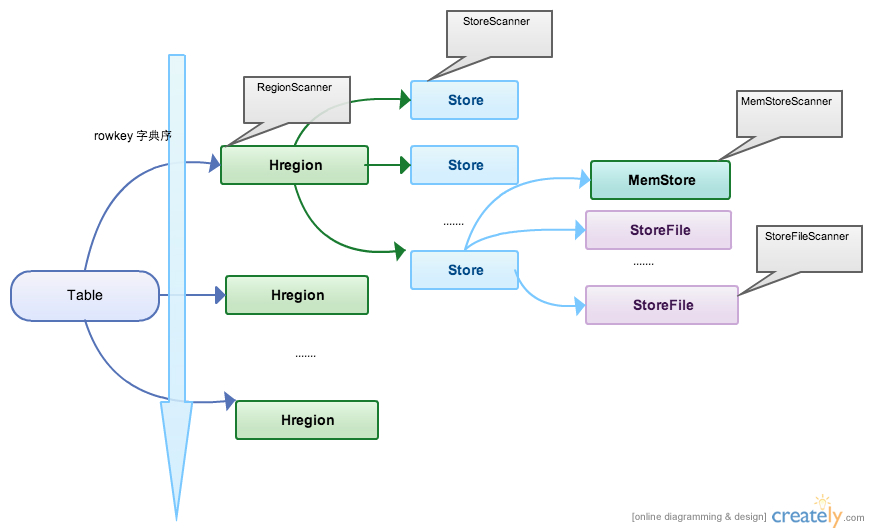 StoreScanner
RegionScanner
Store
MemStoreScanner
rowkey 字典序
Hregion
Store
MemStore
.......
StoreFile
StoreFileScanner
.......
Store
Table
Hregion
StoreFile
.......
Hregion
[online diagramming & design] creately.com